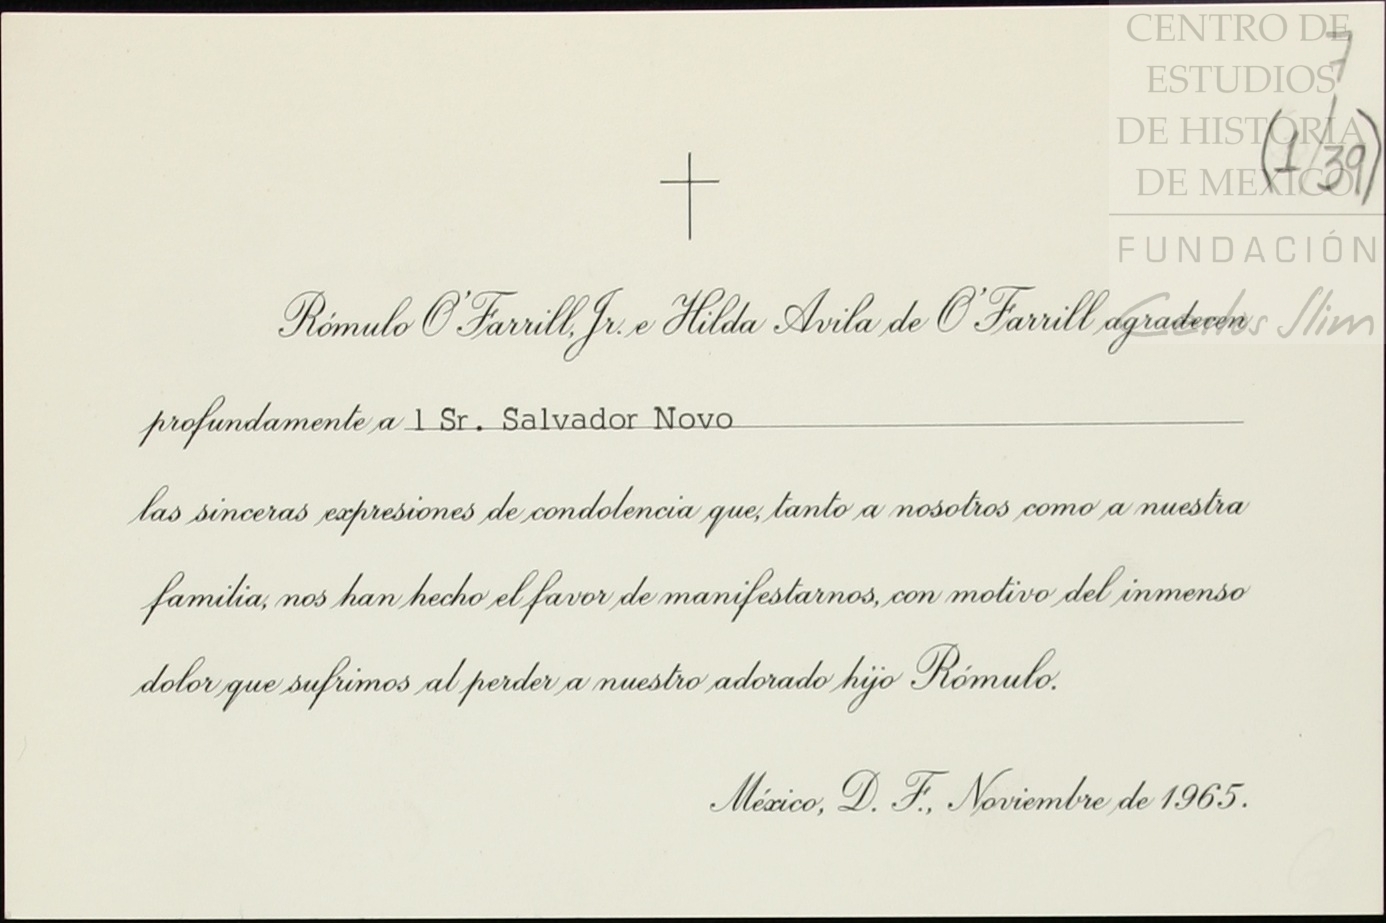 CENTRO DE
ESTUDIOS
DE HISTORIA
DE MEXICO
FUNDACIÓN
Carlos Slim
7
(1/39)
Rómulo O'Farrill, Jr. e Hilda Avila de O'Farrill agradecen
profundamente a l Sr. Salvador Novo
las sinceras expresiones de condolencia que, tanto a nosotros como a nuestra
familia, nos han hecho el favor de manifestarnos, con motivo del inmenso
dolor que sufrimos al perder a nuestro adorado hijo Rómulo.
México, D. F., Noviembre de 1965.